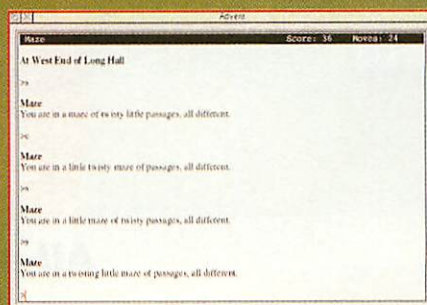 Advent
Maze Score: 36 Moves: 24
At West End of Long Hall
>s
Maze
You are in a maze of twisty little passages, all different.
>e
Maze
You are in a little twisty maze of passages, all different.
>s
Maze
You are in a little maze of twisty passages, all different.
>s
Maze
You are in a twisting little maze of passages, all different.
>